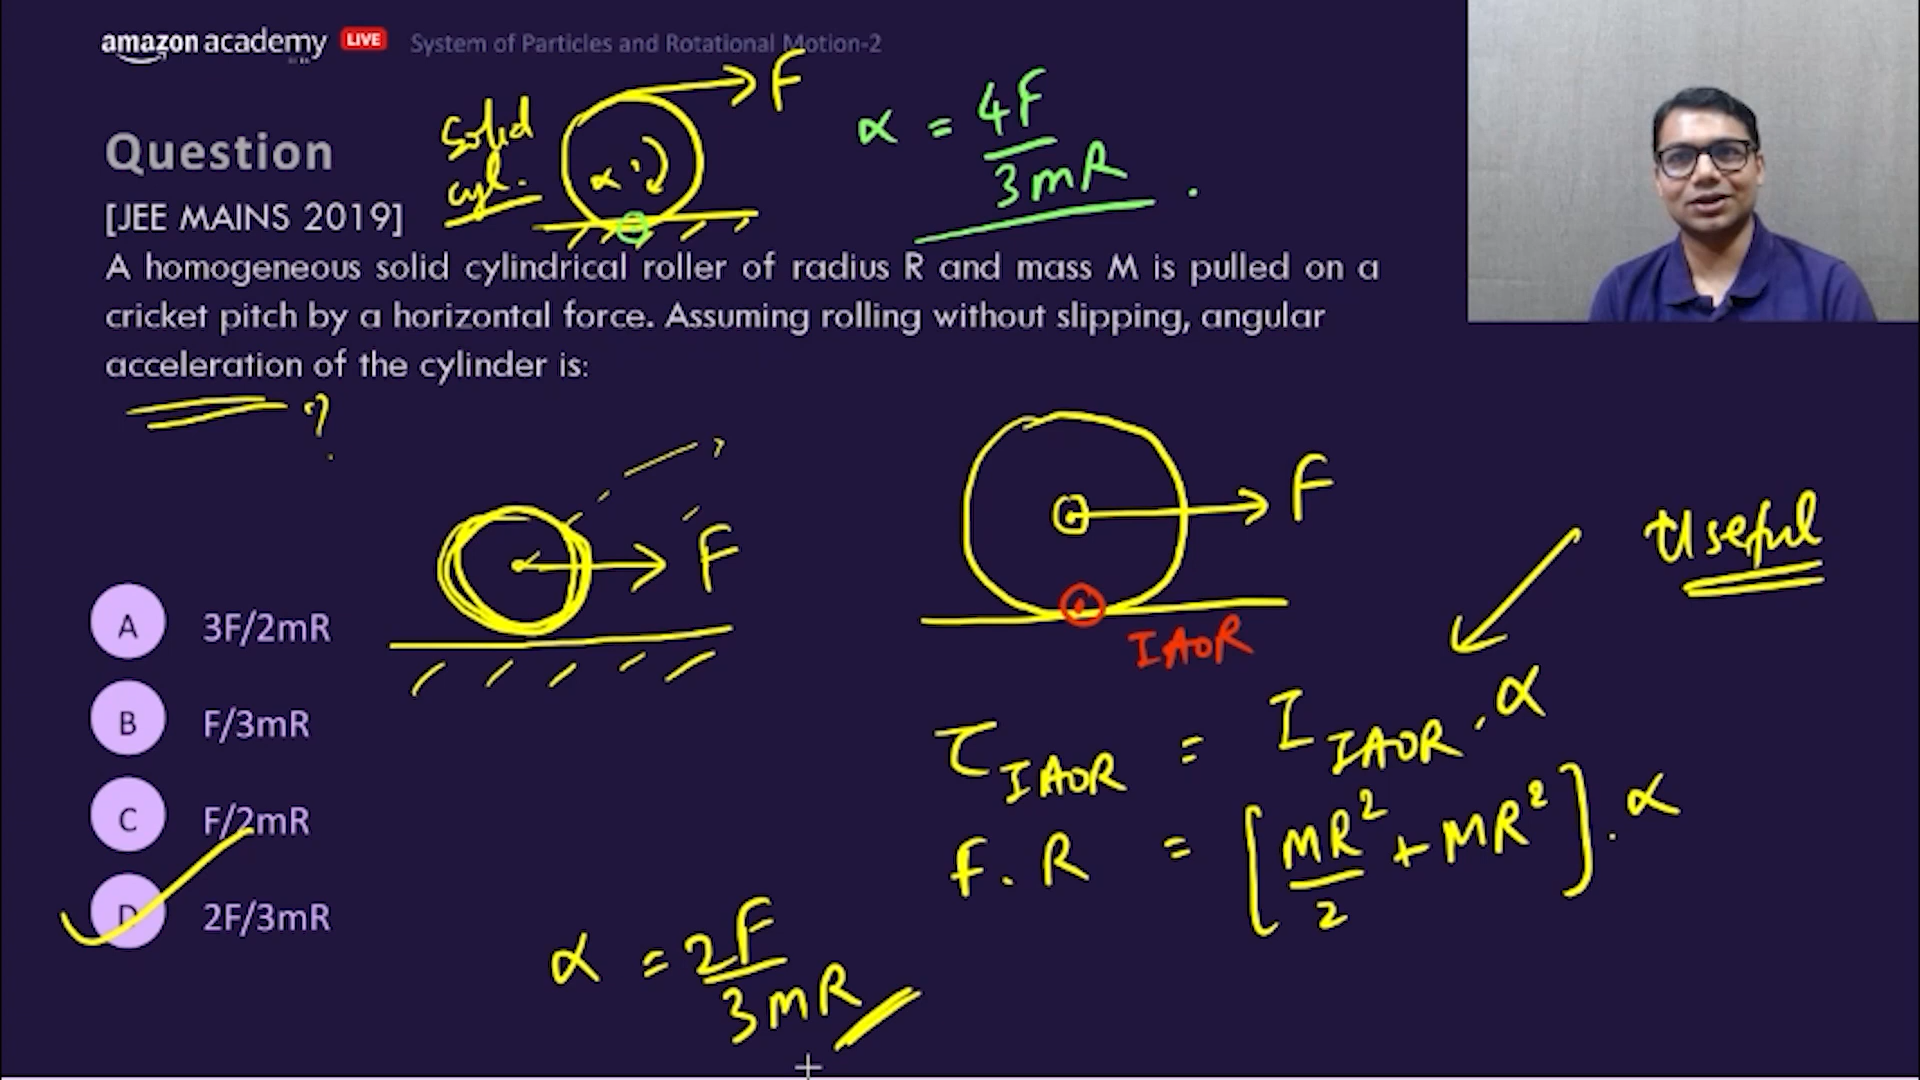 amazon academy LIVE System of Particles and Rotational Motion-2
F
Solid
cyl.
α
α = 4F / 3mR
Question
[JEE MAINS 2019]
A homogeneous solid cylindrical roller of radius R and mass M is pulled on a
cricket pitch by a horizontal force. Assuming rolling without slipping, angular
acceleration of the cylinder is:
?
F
F
Useful
IAOR
A 3F/2mR
B F/3mR
C F/2mR
D 2F/3mR
τ IAOR = I IAOR . α
F . R = [MR²/2 + MR²] . α
α = 2F / 3mR